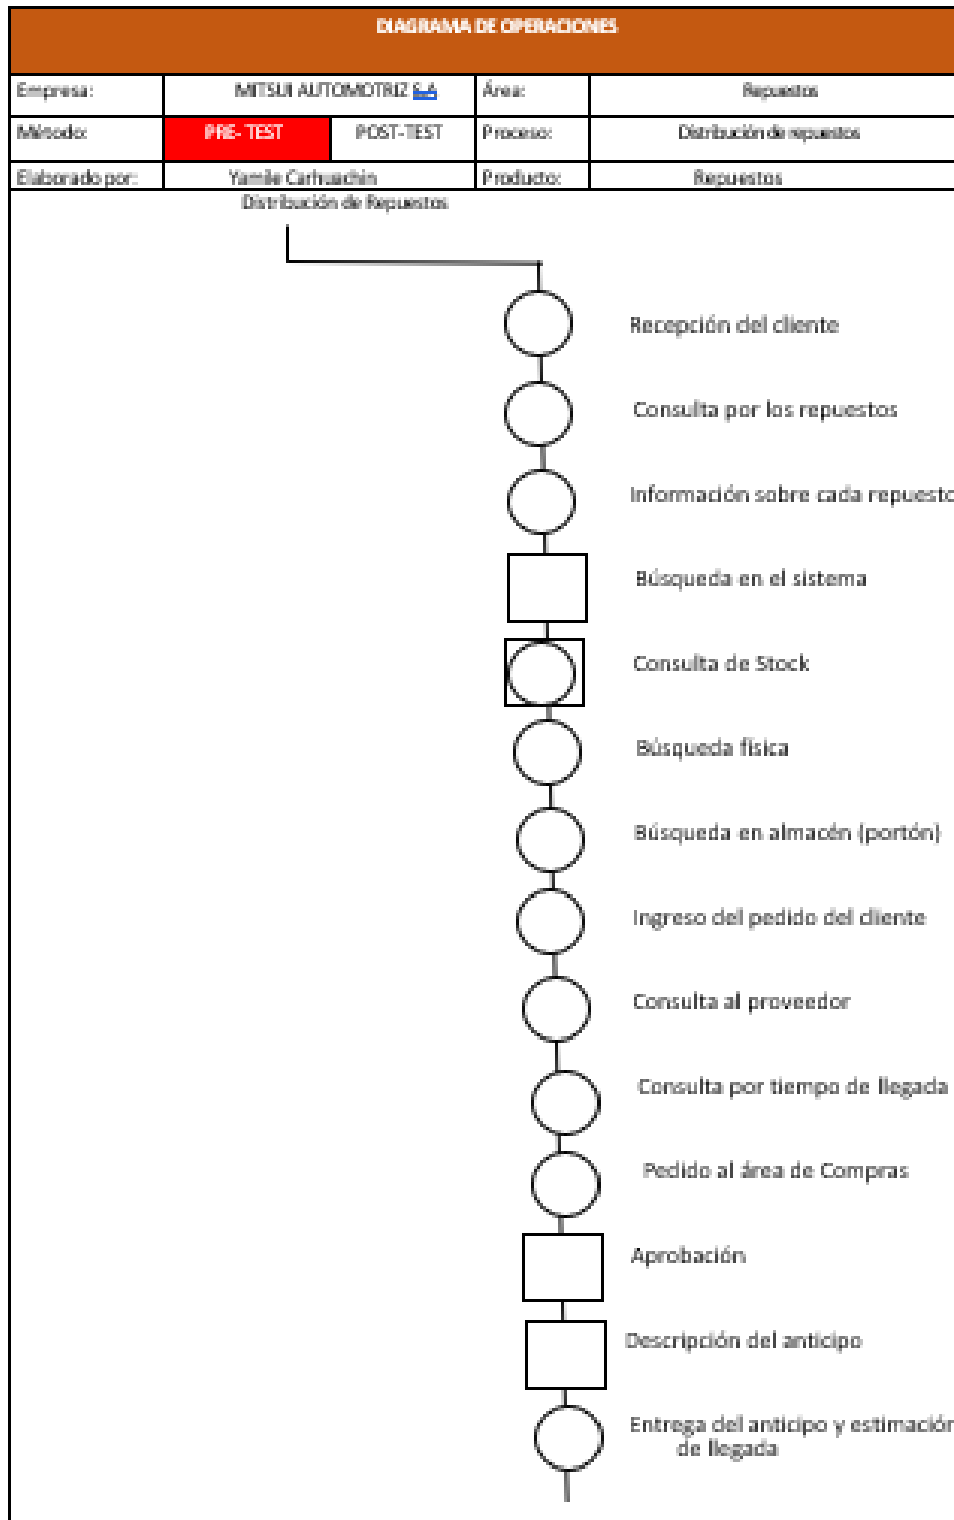 DIAGRAMA DE OPERACIONES
Empresa: MITSUI AUTOMOTRIZ S.A Área: Repuestos
Método: PRE- TEST POST-TEST Proceso: Distribución de repuestos
Elaborado por: Yamile Carhuachin Producto: Repuestos
Distribución de Repuestos
Recepción del cliente
Consulta por los repuestos
Información sobre cada repuesto
Búsqueda en el sistema
Consulta de Stock
Búsqueda física
Búsqueda en almacén (portón)
Ingreso del pedido del cliente
Consulta al proveedor
Consulta por tiempo de llegada
Pedido al área de Compras
Aprobación
Descripción del anticipo
Entrega del anticipo y estimación
de llegada